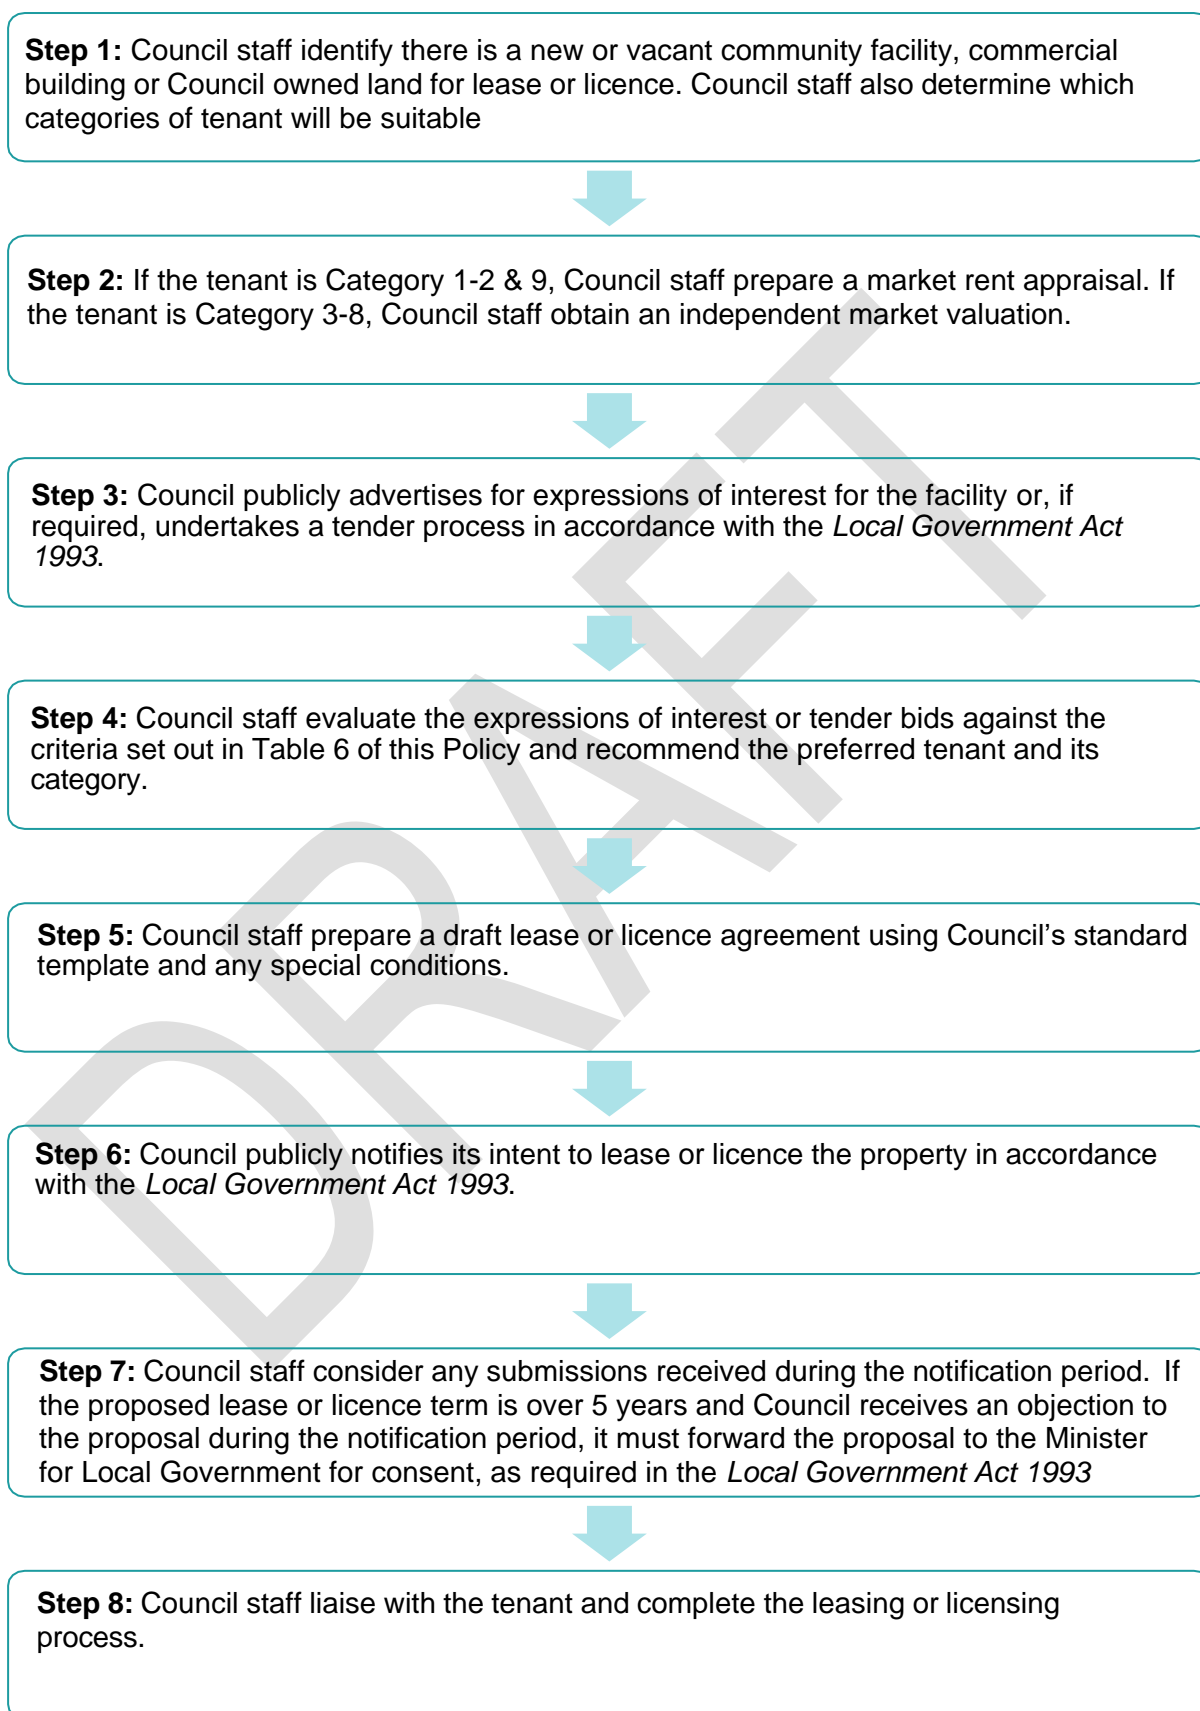 Step 1: Council staff identify there is a new or vacant community facility, commercial
building or Council owned land for lease or licence. Council staff also determine which
categories of tenant will be suitable
Step 2: If the tenant is Category 1-2 & 9, Council staff prepare a market rent appraisal. If
the tenant is Category 3-8, Council staff obtain an independent market valuation.
Step 3: Council publicly advertises for expressions of interest for the facility or, if
required, undertakes a tender process in accordance with the Local Government Act
1993.
Step 4: Council staff evaluate the expressions of interest or tender bids against the
criteria set out in Table 6 of this Policy and recommend the preferred tenant and its
category.
Step 5: Council staff prepare a draft lease or licence agreement using Council's standard
template and any special conditions.
Step 6: Council publicly notifies its intent to lease or licence the property in accordance
with the Local Government Act 1993.
Step 7: Council staff consider any submissions received during the notification period. If
the proposed lease or licence term is over 5 years and Council receives an objection to
the proposal during the notification period, it must forward the proposal to the Minister
for Local Government for consent, as required in the Local Government Act 1993
Step 8: Council staff liaise with the tenant and complete the leasing or licensing
process.
DRAFT